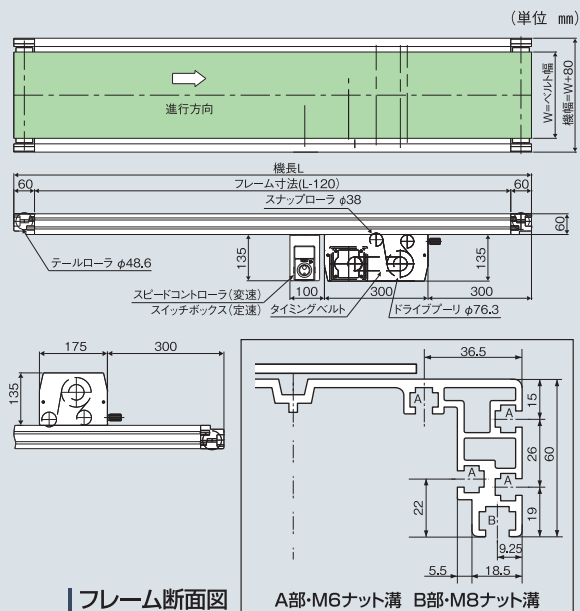 (単位 mm)
進行方向
W=ベルト幅
機幅=W+80
機長L
60
フレーム寸法(L-120)
60
スナップローラ φ38
60
135
135
テールローラ φ48.6
スピードコントローラ(変速)
スイッチボックス(定速)
100
300
300
タイミングベルト
ドライブプーリ φ76.3
175
300
135
36.5
A
A
15
26
60
A
A
19
22
B
9.25
5.5
18.5
フレーム断面図
A部・M6ナット溝 B部・M8ナット溝